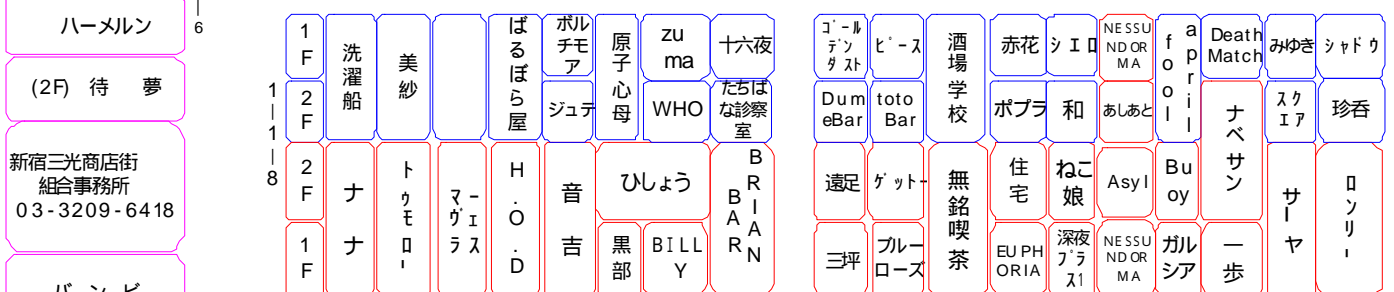 ハーメルン
(2F) 待 夢
新宿三光商店街
組合事務所
03-3209-6418
6
1-1-8
1F
洗濯船
美紗
ぱるぼら屋
ボルチモア
原子心母
zuma
十六夜
2F
ジュテ
WHO
たちばな診察室
2F
ナナ
トゥモロー
マーヴェラス
H.O.D
音吉
ひしょう
BRIAN BAR
1F
黒部
BILLY
ゴールデンダスト
ピース
酒場学校
赤花
シエロ
NESSUNDORMA
april fool
Death Match
みゆき
シャドウ
DumeBar
toto Bar
ポプラ
和
あしあと
ナベサン
スクエア
珍呑
遠足
ゲットー
無銘喫茶
住宅
ねこ娘
Asyl
Buoy
サーヤ
ロンリー
三坪
ブルーローズ
EUPHORIA
深夜プラス1
NESSUNDORMA
ガルシア
一歩